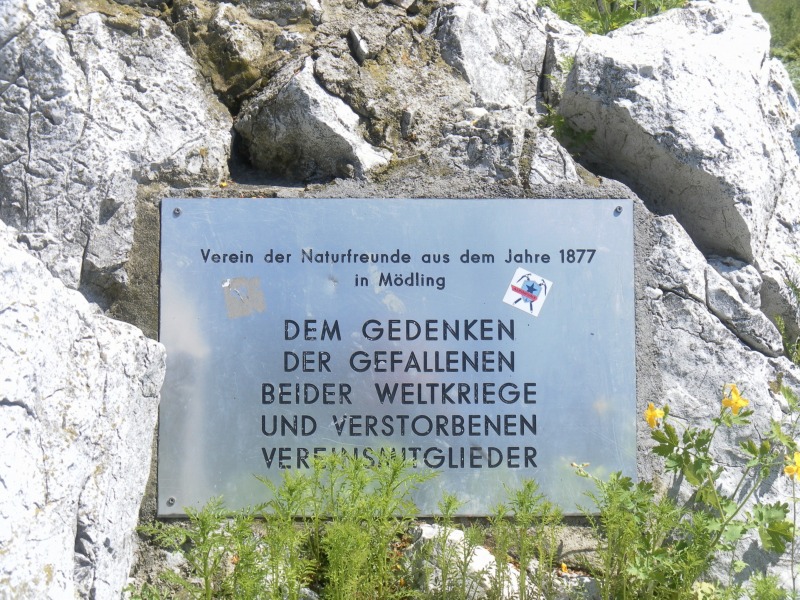 Verein der Naturfreunde aus dem Jahre 1877
in Mödling
DEM GEDENKEN
DER GEFALLENEN
BEIDER WELTKRIEGE
UND VERSTORBENEN
VEREINSMITGLIEDER